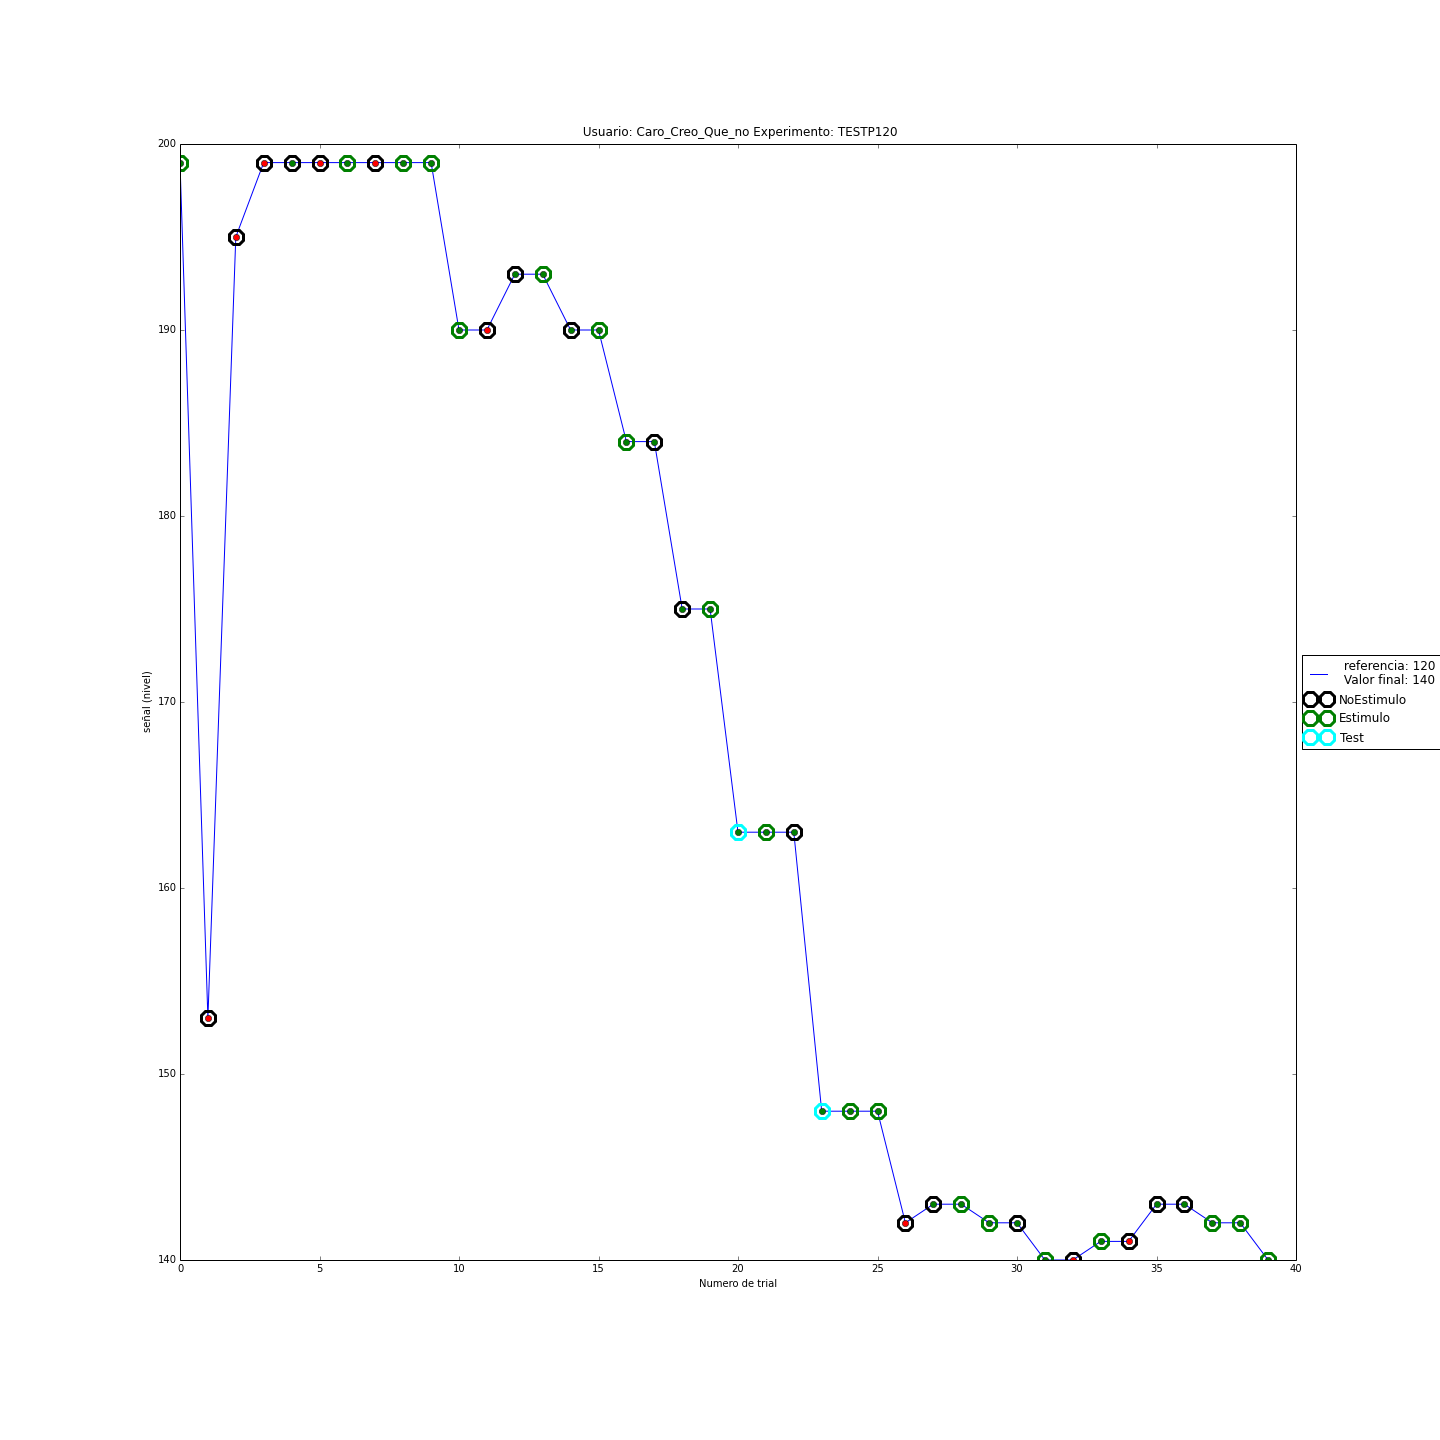 Usuario: Caro_Creo_Que_no Experimento: TESTP120
200
190
180
170
160
150
140
señal (nivel)
0 5 10 15 20 25 30 35 40
Numero de trial
referencia: 120
Valor final: 140
NoEstimulo
Estimulo
Test